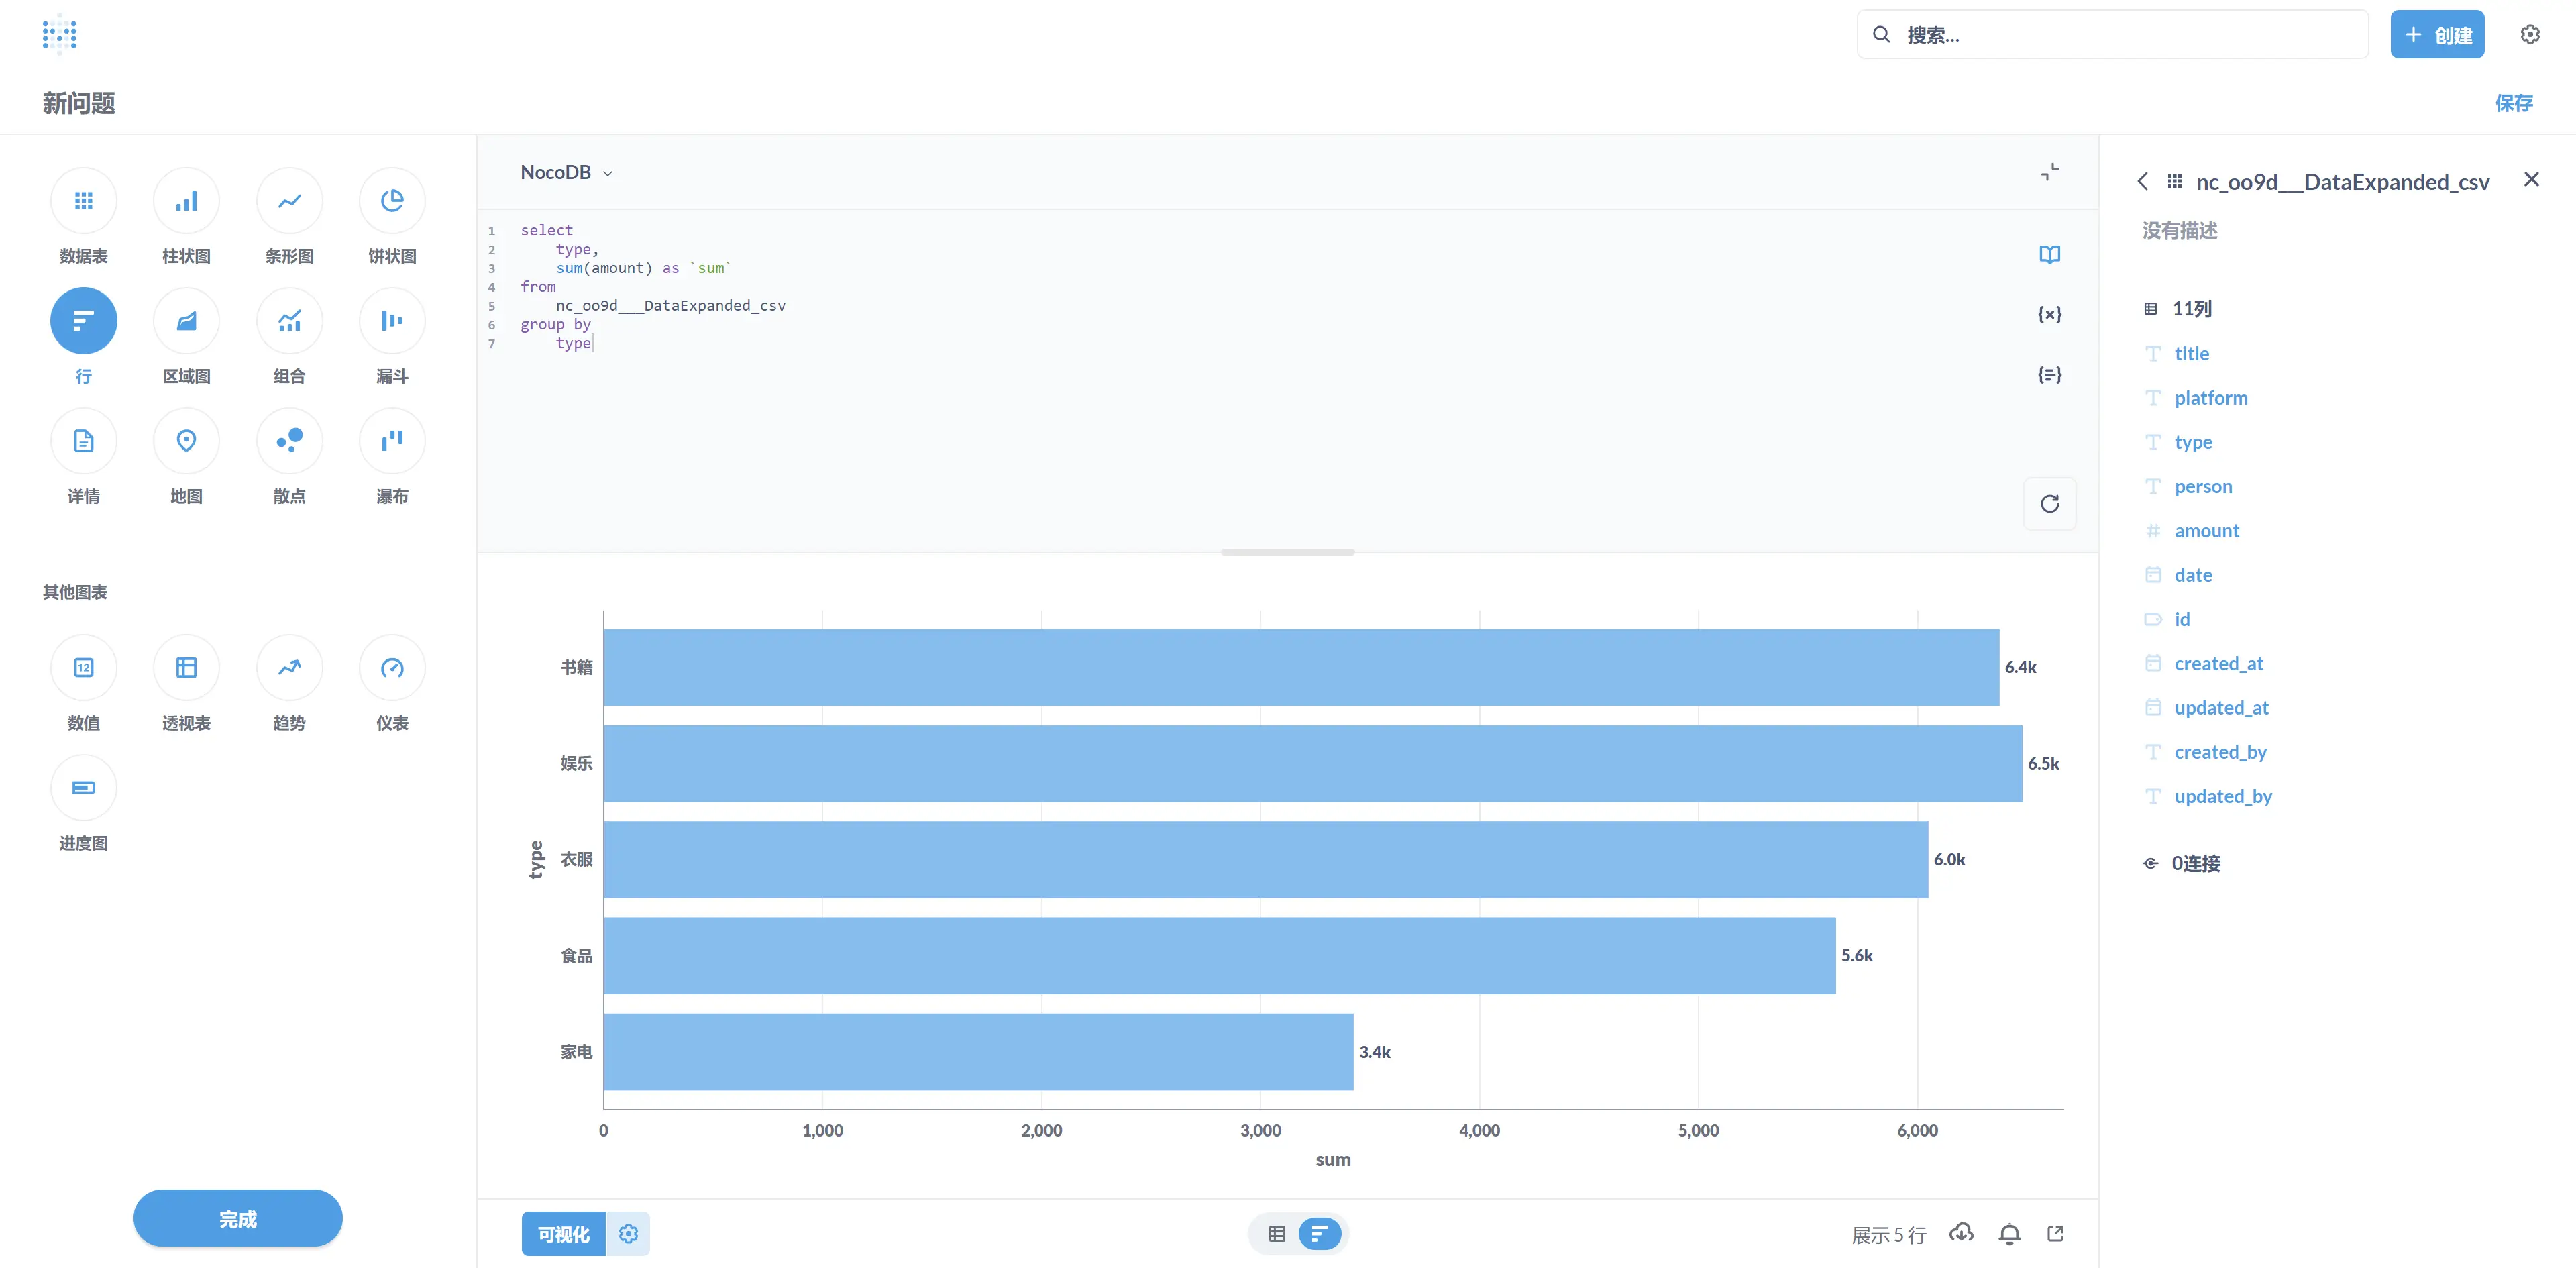 搜索...
创建
新问题
保存
数据表
柱状图
条形图
饼状图
行
区域图
组合
漏斗
详情
地图
散点
瀑布
其他图表
12
数值
透视表
趋势
仪表
进度图
完成
NocoDB
1 select
2 type,
3 sum(amount) as `sum`
4 from
5 nc_oo9d___DataExpanded_csv
6 group by
7 type
{×}
type
书籍
6.4k
娱乐
6.5k
衣服
6.0k
食品
5.6k
家电
3.4k
0
1,000
2,000
3,000
4,000
5,000
6,000
sum
可视化
展示 5 行
nc_oo9d___DataExpanded_csv
没有描述
11列
title
platform
type
person
amount
date
id
created_at
updated_at
created_by
updated_by
0连接